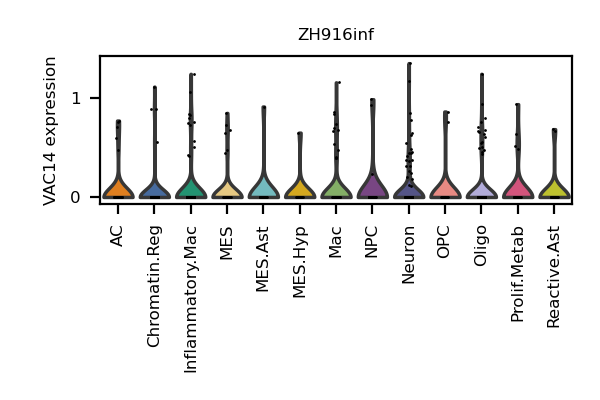 ZH916inf
VAC14 expression
1
0
AC
Chromatin.Reg
Inflammatory.Mac
MES
MES.Ast
MES.Hyp
Mac
NPC
Neuron
OPC
Oligo
Prolif.Metab
Reactive.Ast